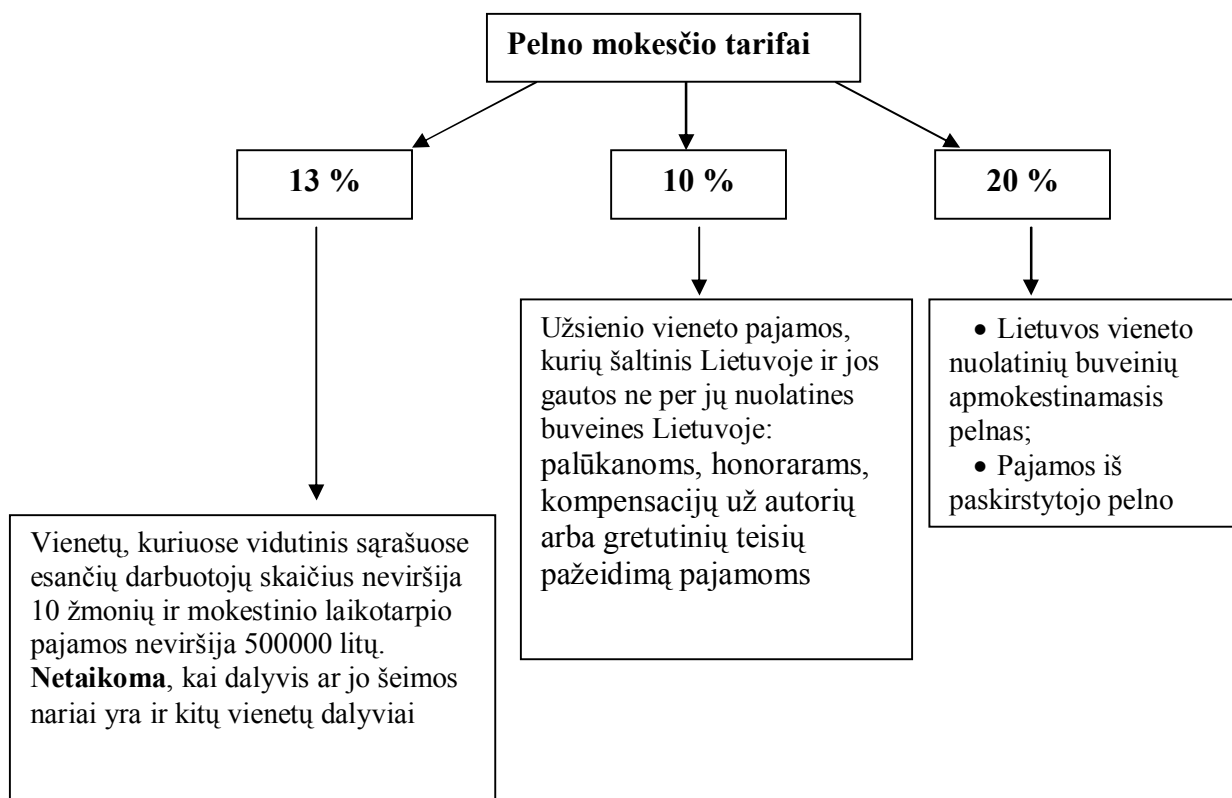 Pelno mokesčio tarifai
13 %
10 %
20 %
Vienetų, kuriuose vidutinis sąrašuose
esančių darbuotojų skaičius neviršija
10 žmonių ir mokestinio laikotarpio
pajamos neviršija 500000 litų.
Netaikoma, kai dalyvis ar jo šeimos
nariai yra ir kitų vienetų dalyviai
Užsienio vieneto pajamos,
kurių šaltinis Lietuvoje ir jos
gautos ne per jų nuolatines
buveines Lietuvoje:
palūkanoms, honorarams,
kompensacijų už autorių
arba gretutinių teisių
pažeidimą pajamoms
• Lietuvos vieneto
nuolatinių buveinių
apmokestinamasis
pelnas;
• Pajamos iš
paskirstytojo pelno